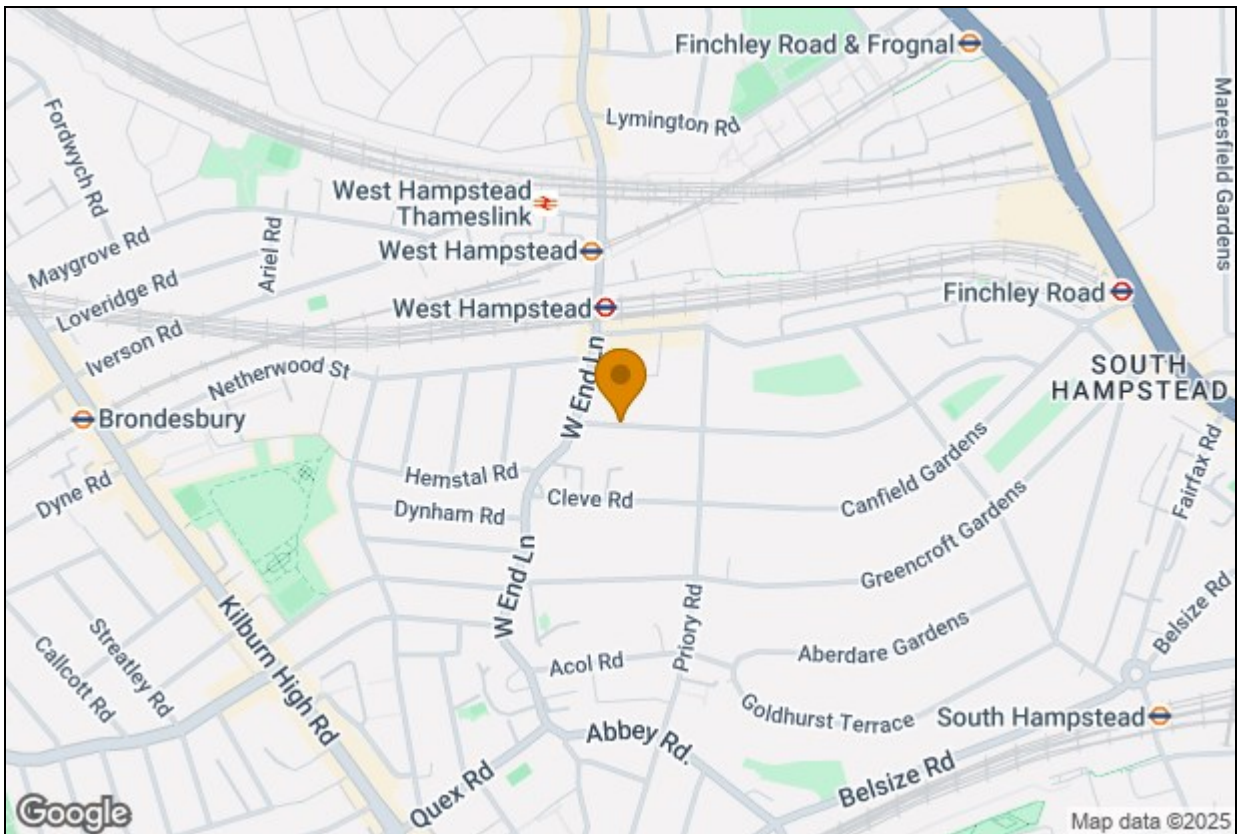 Finchley Road & Frognal
Lymington Rd
Maresfield Gardens
Fordwych Rd
West Hampstead
Thameslink
West Hampstead
Maygrove Rd
Ariel Rd
Loveridge Rd
West Hampstead
Finchley Road
Iverson Rd
Netherwood St
W End Ln
SOUTH
HAMPSTEAD
Brondesbury
Hemstal Rd
Dyne Rd
Cleve Rd
Dynham Rd
Canfield Gardens
Fairfax Rd
Greencroft Gardens
W End Ln
Priory Rd
Belsize Rd
Kilburn High Rd
Streatley Rd
Callcott Rd
Acol Rd
Aberdare Gardens
Goldhurst Terrace
South Hampstead
Abbey Rd.
Belsize Rd
Quex Rd
Google
Map data ©2025